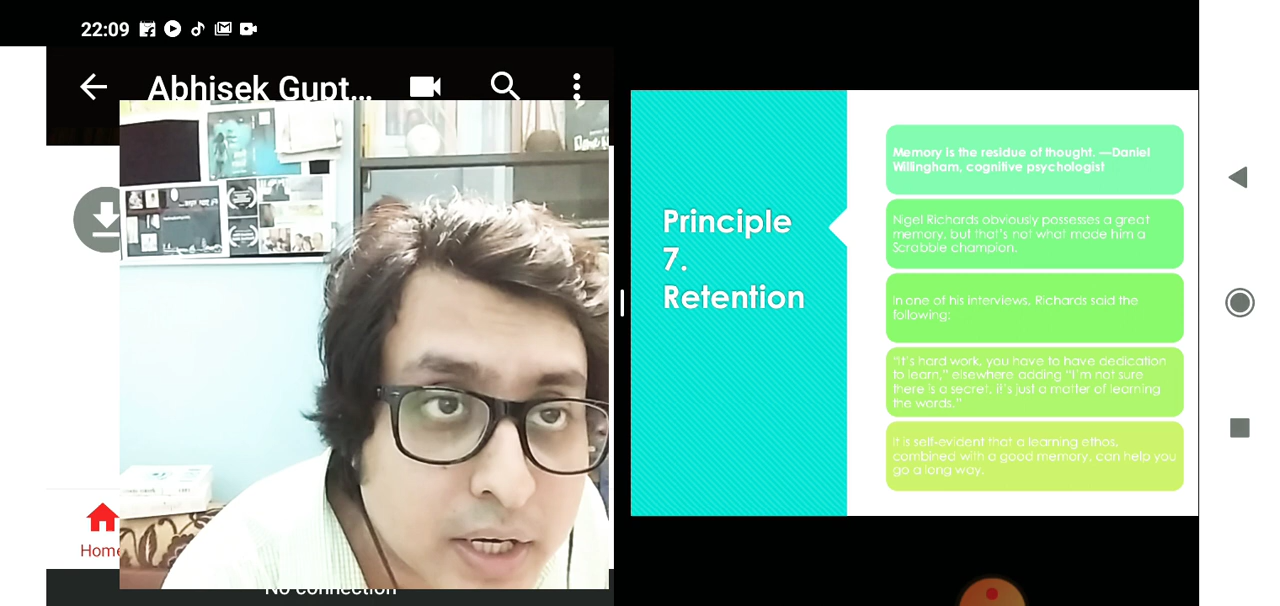 22:09
Abhisek Gupt...
Home
No connection
Principle
7.
Retention
Memory is the residue of thought. —Daniel
Willingham, cognitive psychologist
Nigel Richards obviously possesses a great
memory, but that's not what made him a
Scrabble champion.
In one of his interviews, Richards said the
following:
"It's hard work, you have to have dedication
to learn," elsewhere adding "I'm not sure
there is a secret, it's just a matter of learning
the words."
It is self-evident that a learning ethos,
combined with a good memory, can help you
go a long way.